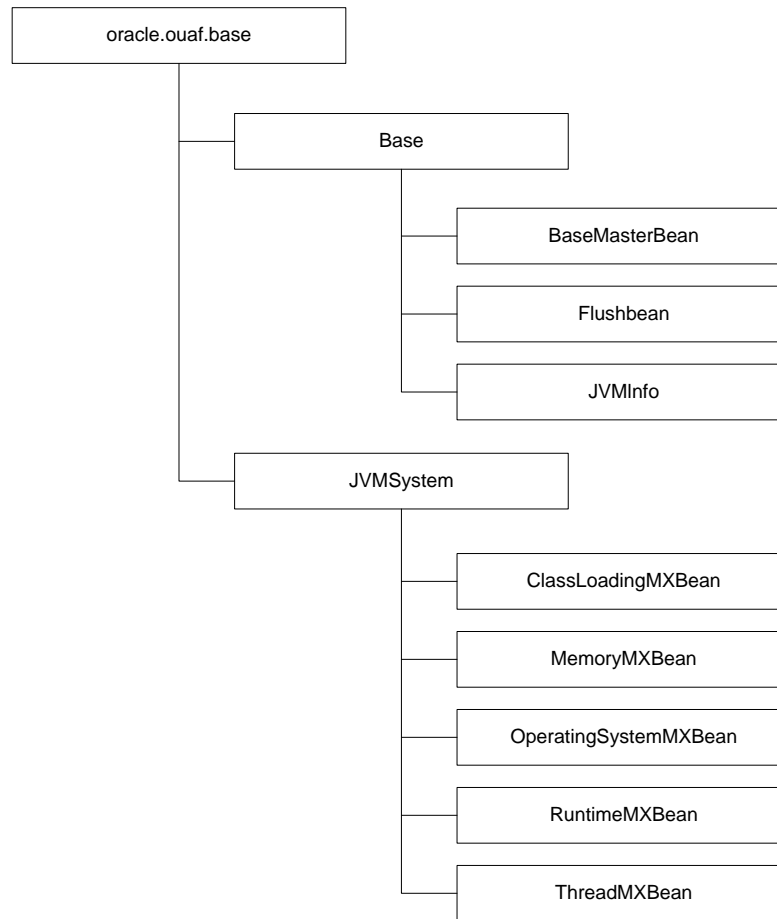 oracle.ouaf.base
Base
BaseMasterBean
Flushbean
JVMInfo
JVMSystem
ClassLoadingMXBean
MemoryMXBean
OperatingSystemMXBean
RuntimeMXBean
ThreadMXBean